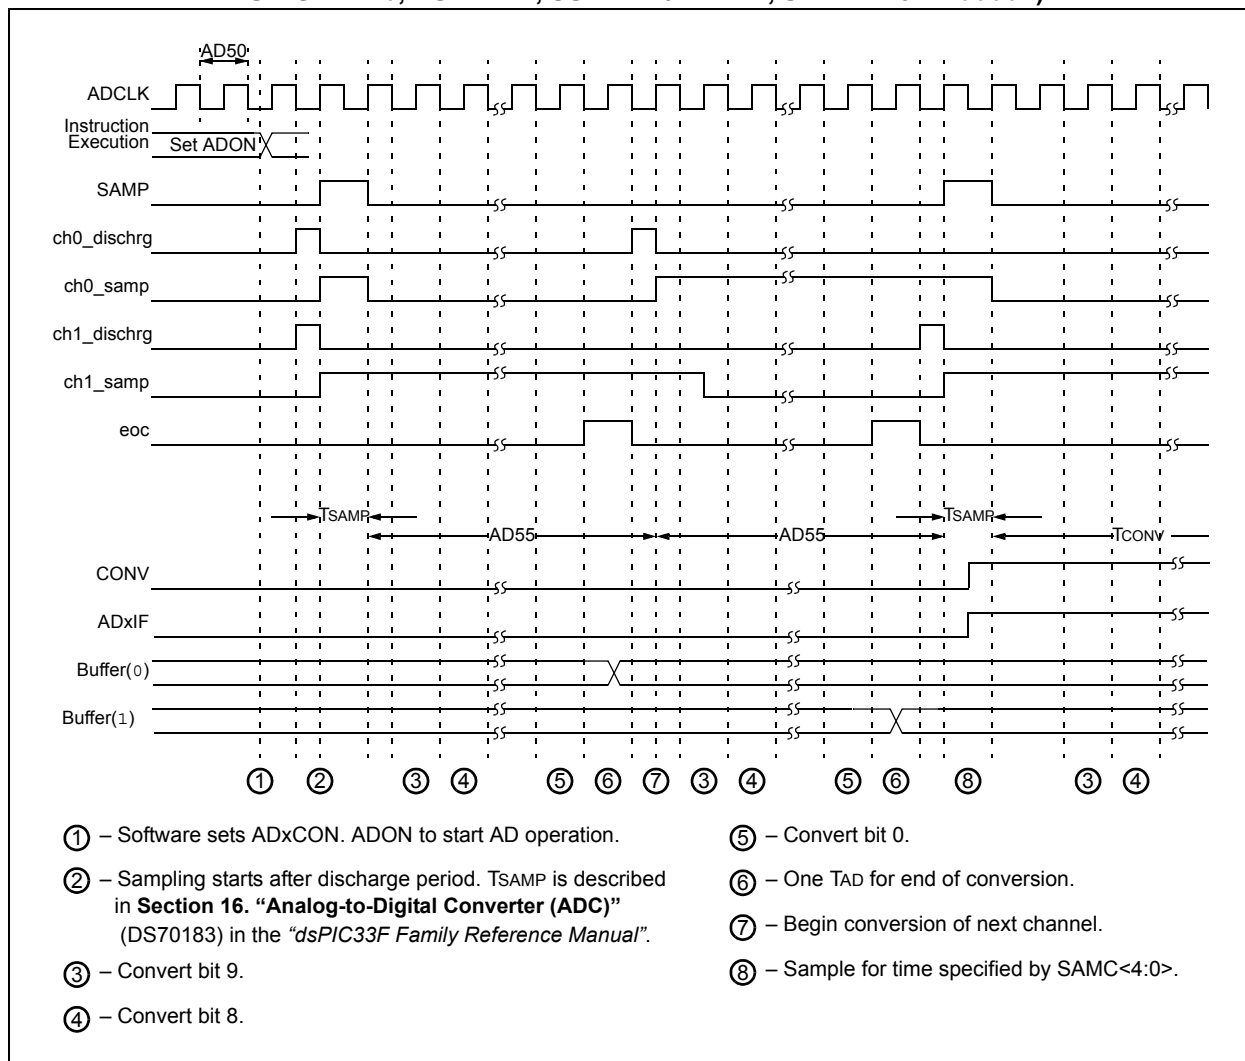 AD50
ADCLK
Instruction
Execution
Set ADON
SAMP
ch0_dischrg
ch0_samp
ch1_dischrg
ch1_samp
eoc
TSAMP
TSAMP
AD55
AD55
TCONV
CONV
ADxIF
Buffer(0)
Buffer(1)
1 2 3 4 5 6 7 3 4 5 6 8 3 4
1 – Software sets ADxCON. ADON to start AD operation.
2 – Sampling starts after discharge period. TSAMP is described
in Section 16. “Analog-to-Digital Converter (ADC)”
(DS70183) in the “dsPIC33F Family Reference Manual”.
3 – Convert bit 9.
4 – Convert bit 8.
5 – Convert bit 0.
6 – One TAD for end of conversion.
7 – Begin conversion of next channel.
8 – Sample for time specified by SAMC<4:0>.